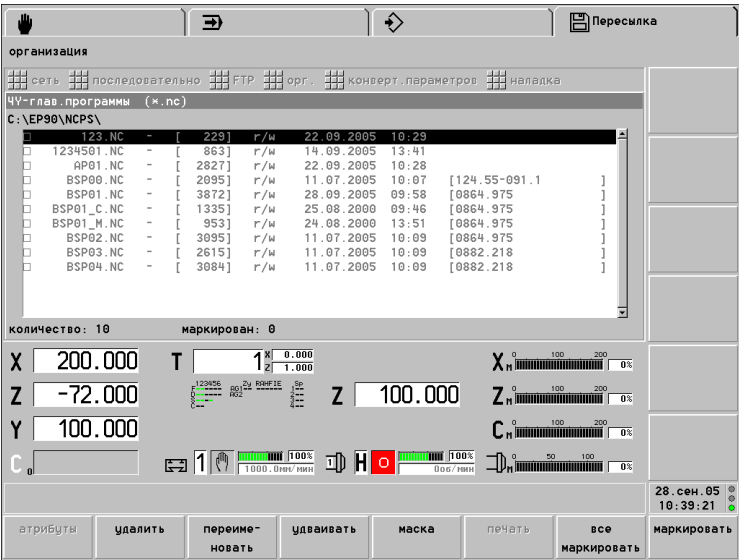 Пересылка
организация
сеть последовательно FTP орг. конверт.параметров наладка
ЧУ-глав.программы (*.nc)
C:\EP90\NCPS\
123.NC - [ 229] r/w 22.09.2005 10:29
1234501.NC - [ 863] r/w 14.09.2005 13:41
AP01.NC - [ 2827] r/w 22.09.2005 10:28
BSP00.NC - [ 2095] r/w 11.07.2005 10:07 [124.55-091.1 ]
BSP01.NC - [ 3872] r/w 28.09.2005 09:58 [0864.975 ]
BSP01_C.NC - [ 1335] r/w 25.08.2000 09:46 [0864.975 ]
BSP01_M.NC - [ 953] r/w 24.08.2000 13:51 [0864.975 ]
BSP02.NC - [ 3095] r/w 11.07.2005 10:09 [0864.975 ]
BSP03.NC - [ 2615] r/w 11.07.2005 10:09 [0882.218 ]
BSP04.NC - [ 3084] r/w 11.07.2005 10:09 [0882.218 ]
количество: 10 маркирован: 0
X 200.000 T 1 X 0.000 Z 1.000 X M 0 100 200 0%
Z -72.000 123456 Z 100.000 Z M 0 100 200 0%
Y 100.000 C M 0 100 200 0%
C 0 1 100% 1000.0мм/мин 1 H 0 100% 0об/мин M 0 50 100 0%
28.сен.05
10:39:21
атрибуты удалить переиме-новать удваивать маска печать все маркировать маркировать